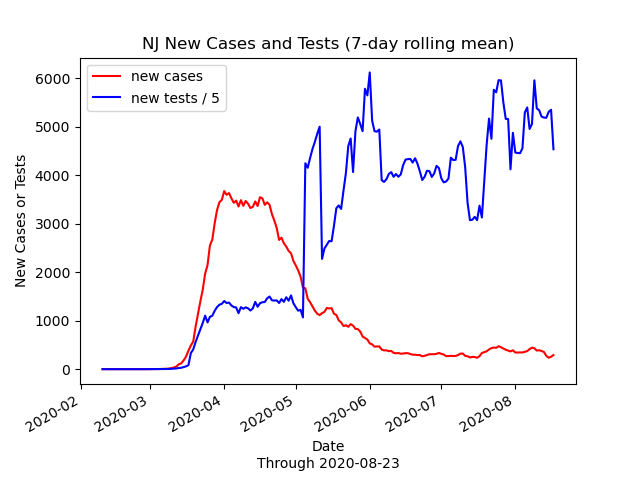 NJ New Cases and Tests (7-day rolling mean)
new cases
new tests / 5
6000
5000
4000
3000
2000
1000
0
New Cases or Tests
2020-02
2020-03
2020-04
2020-05
2020-06
2020-07
2020-08
Date
Through 2020-08-23